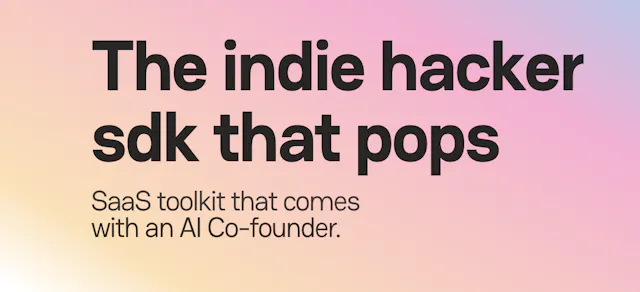 The indie hacker
sdk that pops
SaaS toolkit that comes
with an AI Co-founder.